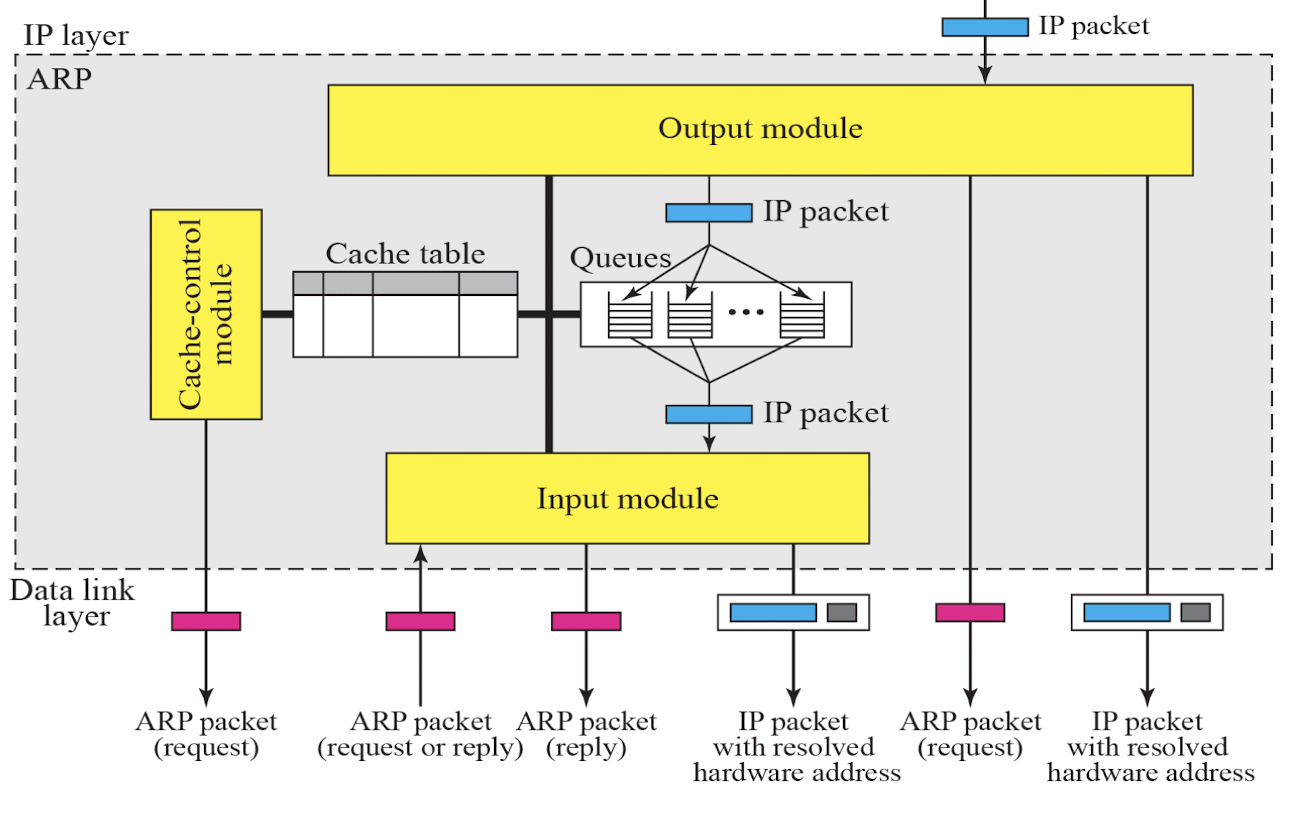 IP layer
IP packet
ARP
Output module
Cache-control
module
Cache table
IP packet
Queues
IP packet
Input module
Data link
layer
ARP packet
(request)
ARP packet
(request or reply)
ARP packet
(reply)
IP packet
with resolved
hardware address
ARP packet
(request)
IP packet
with resolved
hardware address